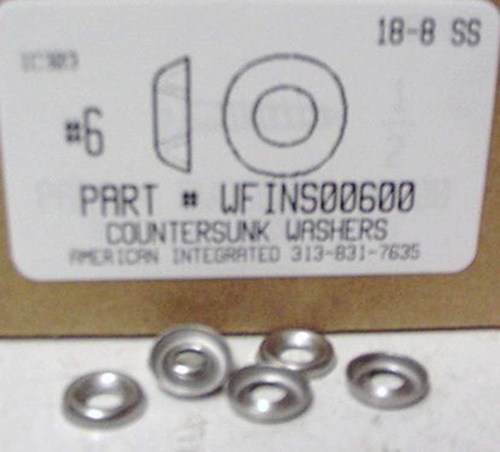 18-8 SS
#6
PART # WFINS00600
COUNTERSUNK WASHERS
AMERICAN INTEGRATED 313-831-7635